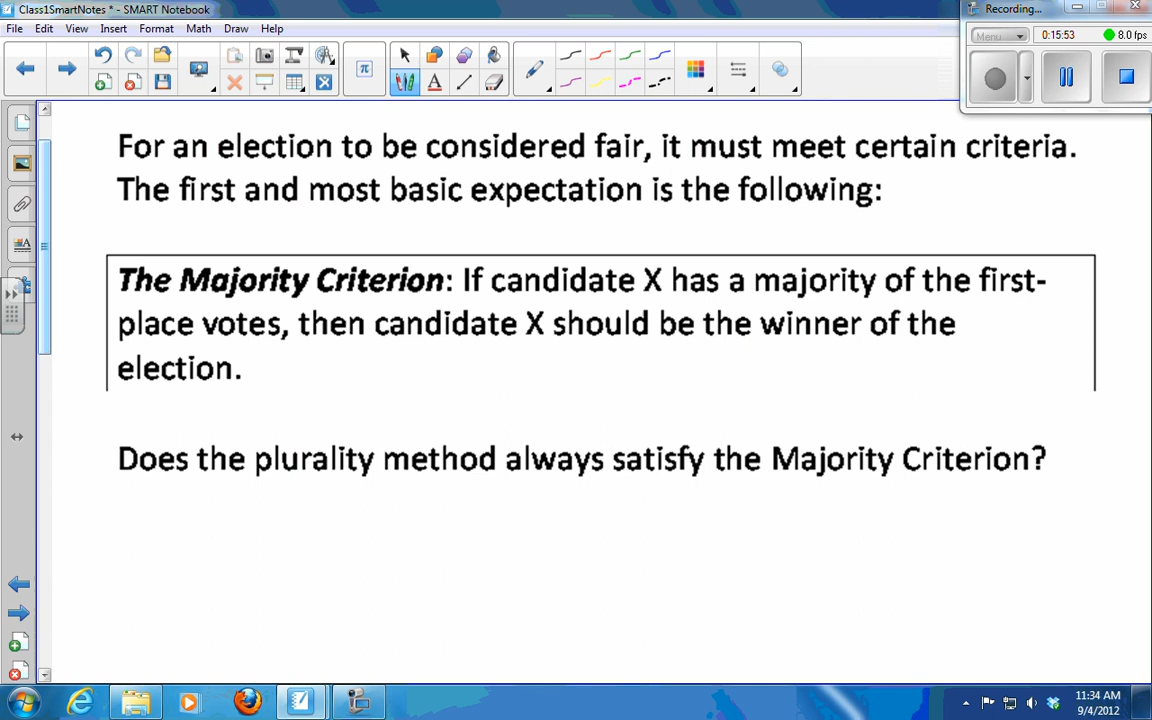 Class1SmartNotes * - SMART Notebook
Recording...
File Edit View Insert Format Math Draw Help
Menu 0:15:53 8.0 fps
π
A
For an election to be considered fair, it must meet certain criteria.
The first and most basic expectation is the following:
The Majority Criterion: If candidate X has a majority of the first-
place votes, then candidate X should be the winner of the
election.
Does the plurality method always satisfy the Majority Criterion?
11:34 AM
9/4/2012